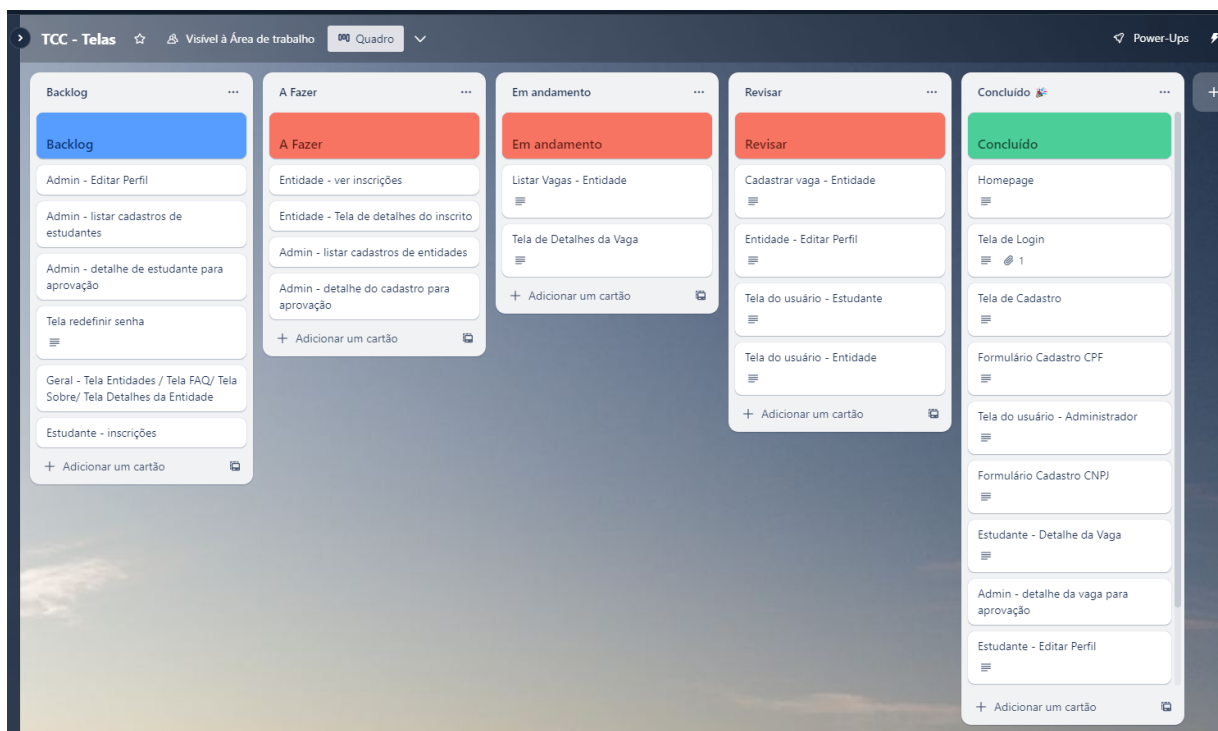 TCC - Telas
Visível à Área de trabalho
Quadro
Power-Ups
Backlog
Backlog
Admin - Editar Perfil
Admin - listar cadastros de
estudantes
Admin - detalhe de estudante para
aprovação
Tela redefinir senha
Geral - Tela Entidades / Tela FAQ/ Tela
Sobre/ Tela Detalhes da Entidade
Estudante - inscrições
+ Adicionar um cartão
A Fazer
A Fazer
Entidade - ver inscrições
Entidade - Tela de detalhes do inscrito
Admin - listar cadastros de entidades
Admin - detalhe do cadastro para
aprovação
+ Adicionar um cartão
Em andamento
Em andamento
Listar Vagas - Entidade
Tela de Detalhes da Vaga
+ Adicionar um cartão
Revisar
Revisar
Cadastrar vaga - Entidade
Entidade - Editar Perfil
Tela do usuário - Estudante
Tela do usuário - Entidade
+ Adicionar um cartão
Concluído 🎉
Concluído
Homepage
Tela de Login
1
Tela de Cadastro
Formulário Cadastro CPF
Tela do usuário - Administrador
Formulário Cadastro CNPJ
Estudante - Detalhe da Vaga
Admin - detalhe da vaga para
aprovação
Estudante - Editar Perfil
+ Adicionar um cartão